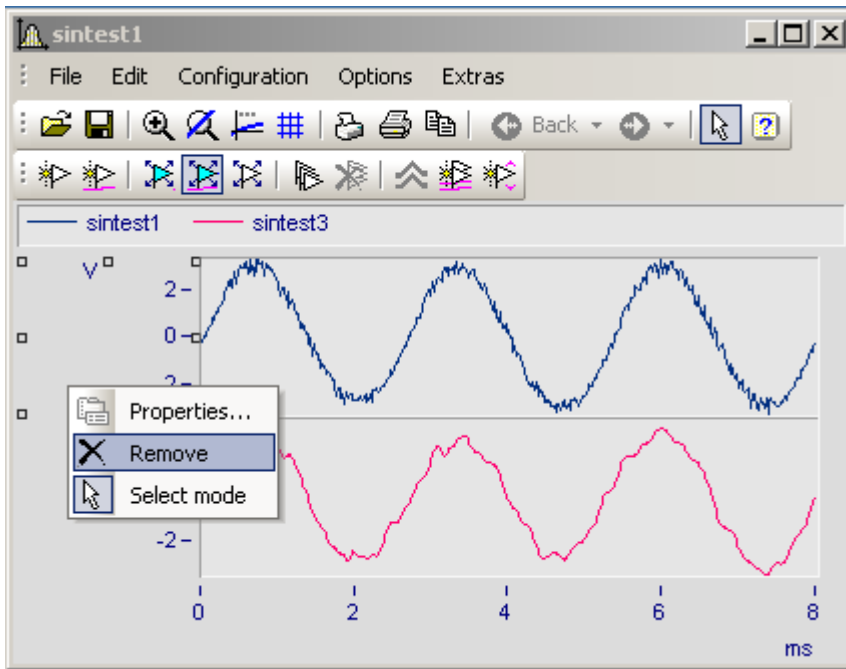 sintest1
File Edit Configuration Options Extras
Back
sintest1 sintest3
V
2
0
-2
Properties...
Remove
Select mode
-2
0 2 4 6 8
ms